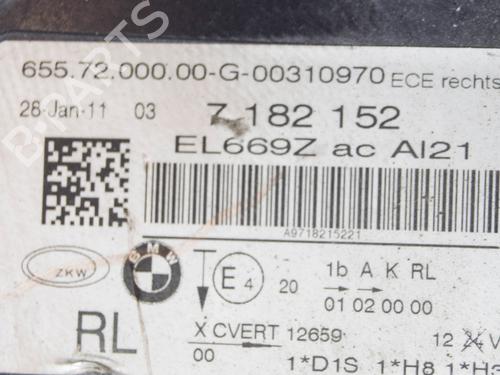 655.72.000.00-G-00310970 ECE rechts
28-Jan-11 03 7 182 152
EL669Z ac AI21
A9718215221
ZKW
BMW
E4 20
1b A K RL
01 02 00 00
RL
X CVERT 12659
00
12 24 V
1*D1S 1*H8
B-PARTS